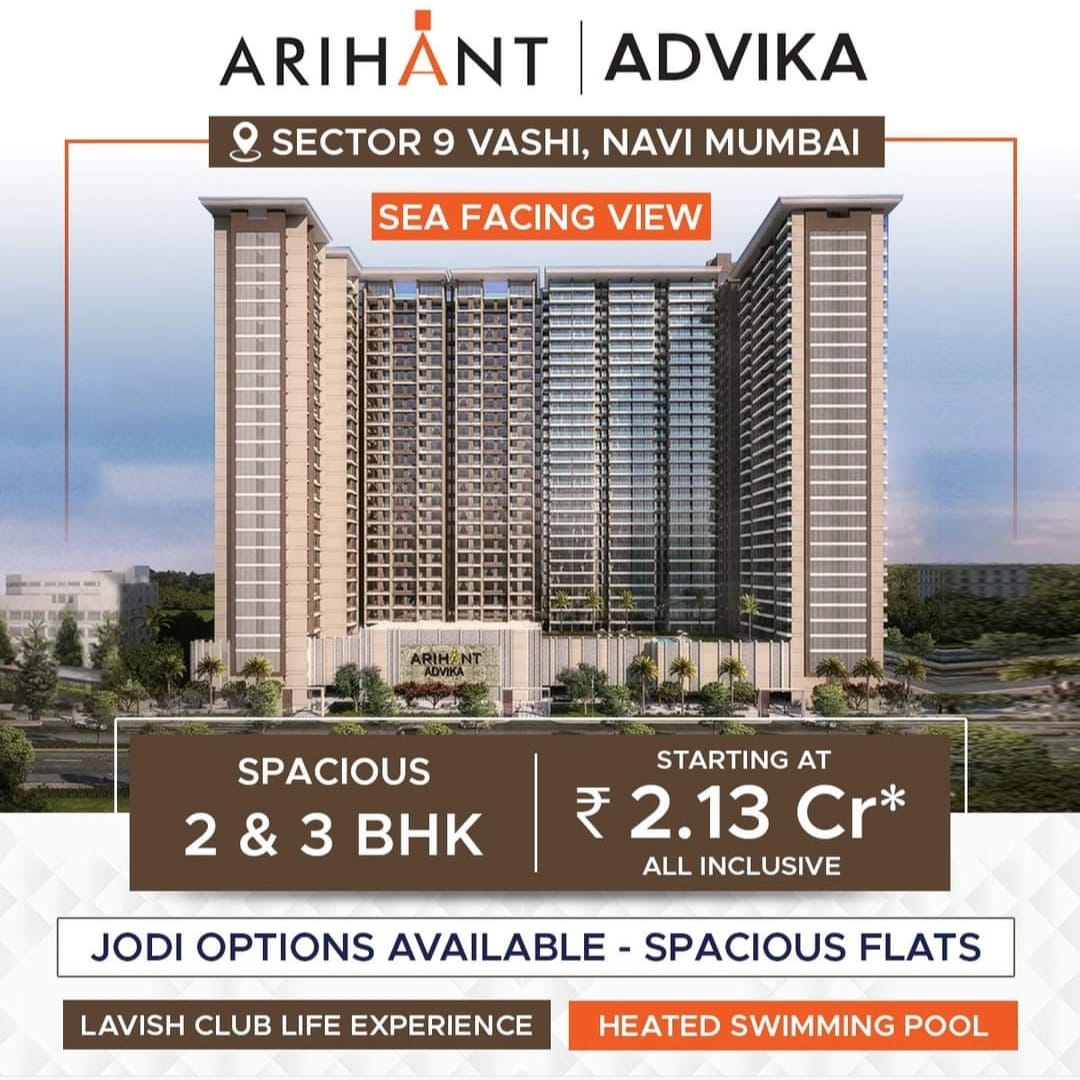 ARIHANT | ADVIKA
SECTOR 9 VASHI, NAVI MUMBAI
SEA FACING VIEW
ARIHANT
ADVIKA
SPACIOUS
2 & 3 BHK
STARTING AT
₹ 2.13 Cr*
ALL INCLUSIVE
JODI OPTIONS AVAILABLE - SPACIOUS FLATS
LAVISH CLUB LIFE EXPERIENCE
HEATED SWIMMING POOL